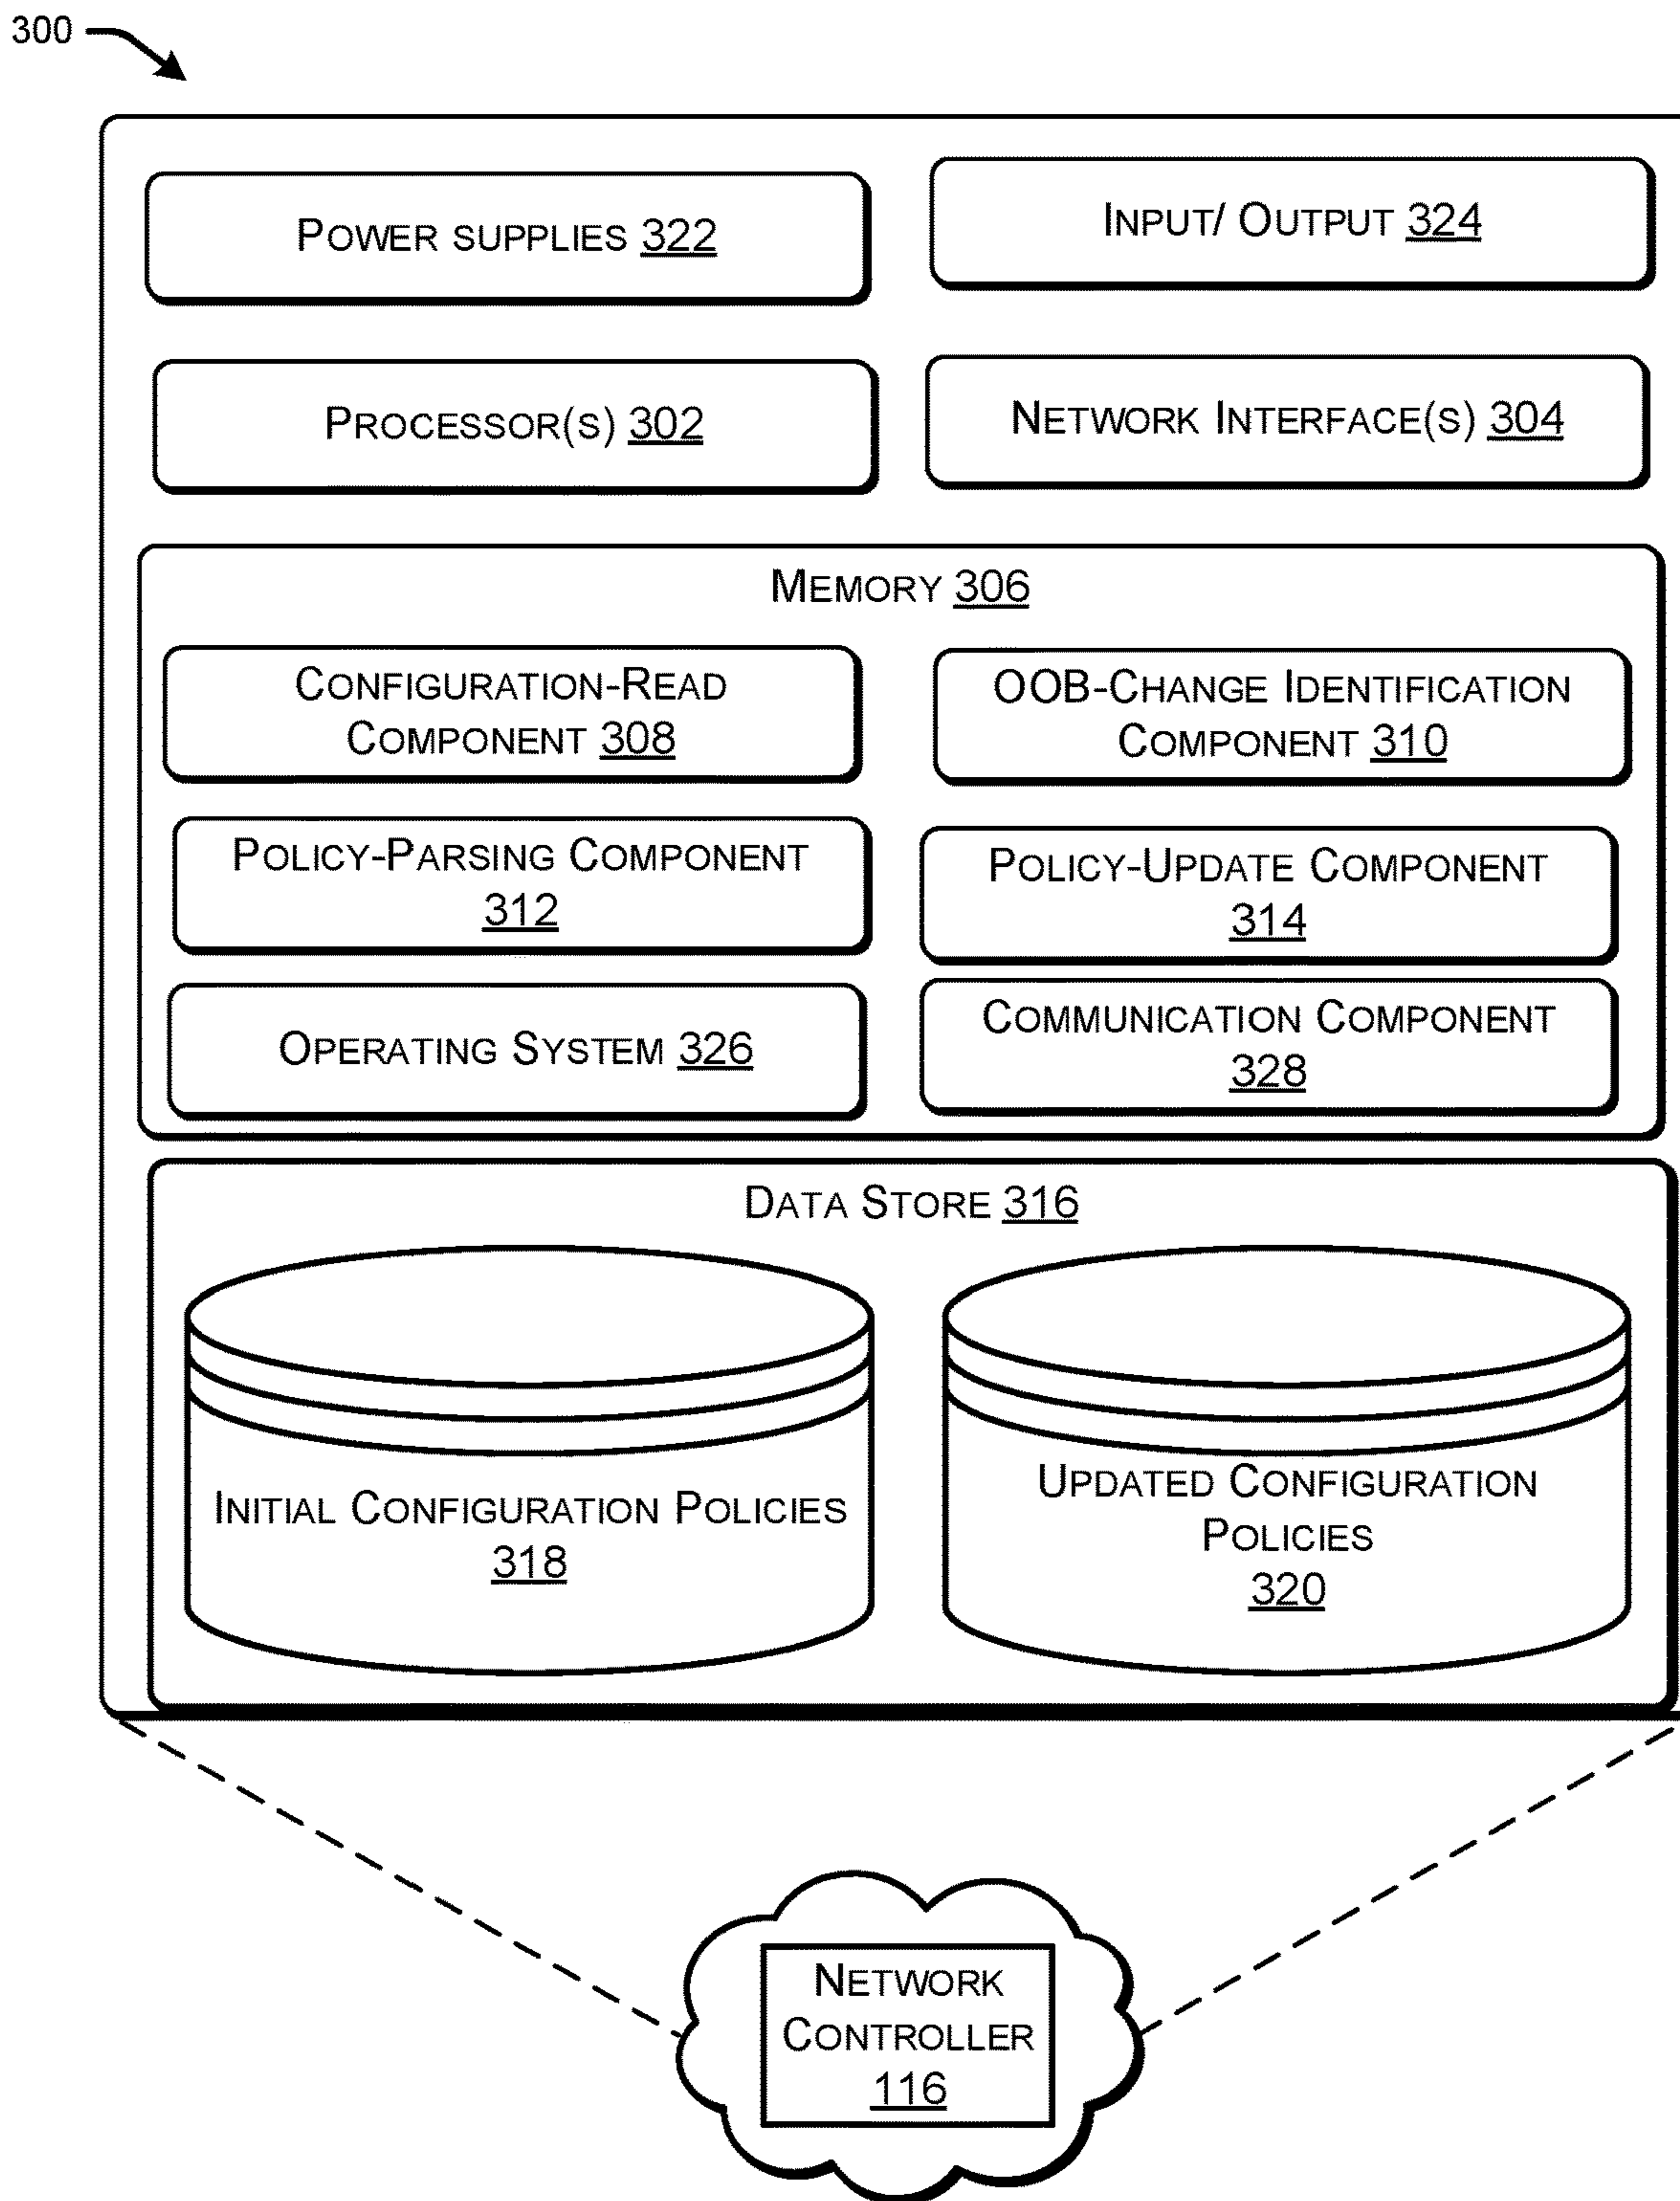 300
POWER SUPPLIES 322
INPUT/ OUTPUT 324
PROCESSOR(S) 302
NETWORK INTERFACE(S) 304
MEMORY 306
CONFIGURATION-READ
COMPONENT 308
OOB-CHANGE IDENTIFICATION
COMPONENT 310
POLICY-PARSING COMPONENT
312
POLICY-UPDATE COMPONENT
314
OPERATING SYSTEM 326
COMMUNICATION COMPONENT
328
DATA STORE 316
INITIAL CONFIGURATION POLICIES
318
UPDATED CONFIGURATION
POLICIES
320
NETWORK
CONTROLLER
116